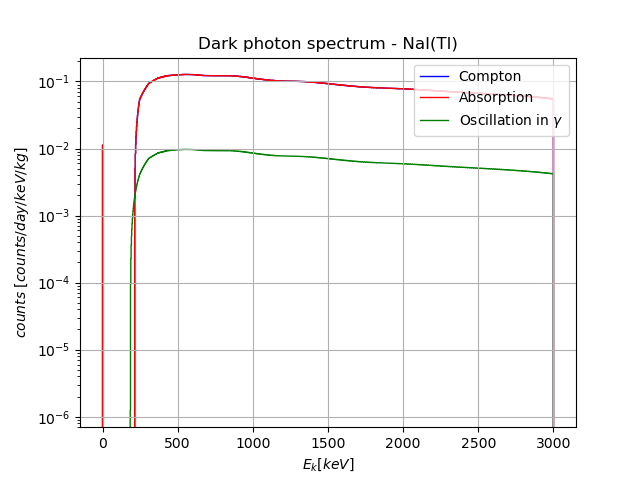 Dark photon spectrum - NaI(Tl)
counts [counts/day/keV/kg]
10⁻¹
10⁻²
10⁻³
10⁻⁴
10⁻⁵
10⁻⁶
Compton
Absorption
Oscillation in γ
0 500 1000 1500 2000 2500 3000
E_k[keV]